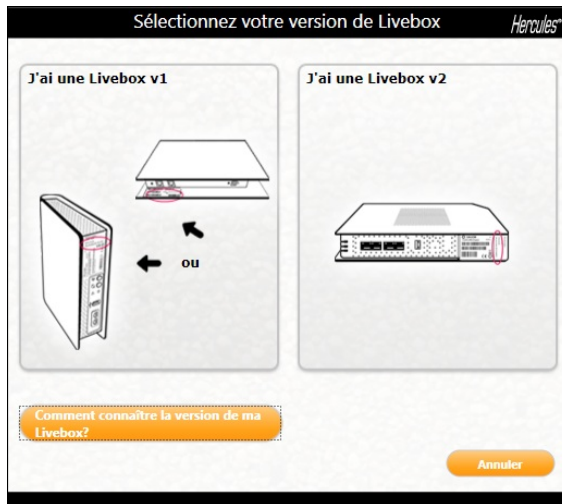 Sélectionnez votre version de Livebox
Hercules
J'ai une Livebox v1
ou
J'ai une Livebox v2
Comment connaître la version de ma
Livebox?
Annuler